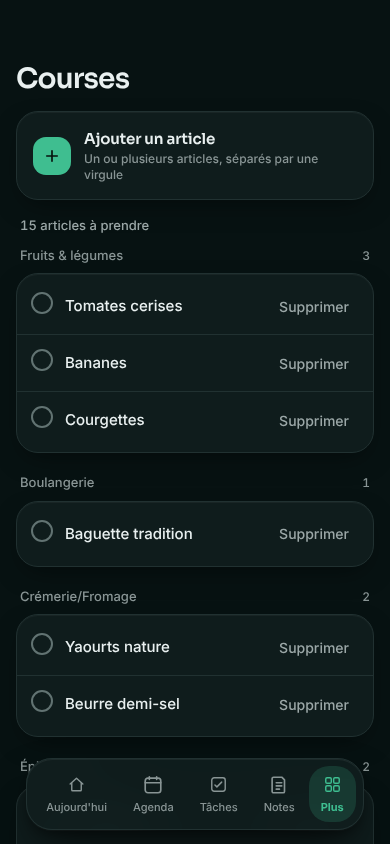 Courses
Ajouter un article
Un ou plusieurs articles, séparés par une
virgule
15 articles à prendre
Fruits & légumes 3
Tomates cerises Supprimer
Bananes Supprimer
Courgettes Supprimer
Boulangerie 1
Baguette tradition Supprimer
Crémerie/Fromage 2
Yaourts nature Supprimer
Beurre demi-sel Supprimer
2
Aujourd'hui Agenda Tâches Notes Plus